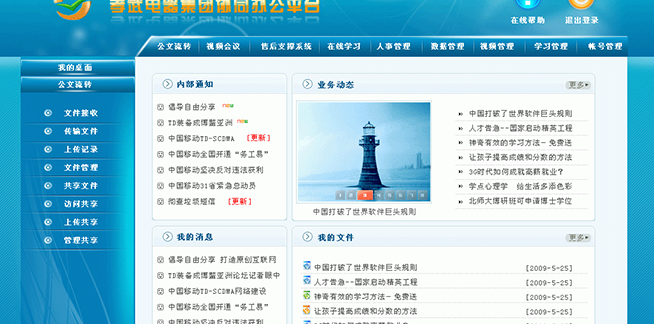 电器集团协同办公平台
在线帮助 退出登录
公文流转 视频会议 售后支撑系统 在线学习 人事管理 数据管理 视频管理 学习管理 帐号管理
我的桌面
公文流转
文件接收
传输文件
上传记录
文件管理
共享文件
访问共享
上传共享
管理共享
内部通知
倡导自由分享 new
TD装备成博鳌亚洲 new
中国移动TD-SCDMA 【更新】
中国移动全国开通“务工易”
中国移动坚决反对违法获利
中国移动31省紧急总动员
彻查垃圾短信 【更新】
业务动态 更多
中国打破了世界软件巨头规则
中国打破了世界软件巨头规则
人才告急--国家启动精英工程
神奇有效的学习方法- 免费送
让孩子提高成绩和分数的方法
3G时代如何成就高薪就业?
学点心理学 给生活多添色彩
北师大博研班可申请博士学位
我的消息
倡导自由分享 打造原创互联网
TD装备成博鳌亚洲论坛记者眼中
中国移动TD-SCDMA网络建设
中国移动全国开通“务工易”
中国移动坚决反对违法获利
我的文件 更多
中国打破了世界软件巨头规则 [2009-5-25]
人才告急--国家启动精英工程 [2009-5-25]
神奇有效的学习方法- 免费送 [2009-5-25]
让孩子提高成绩和分数的方法 [2009-5-25]
3G时代如何成就高薪就业?